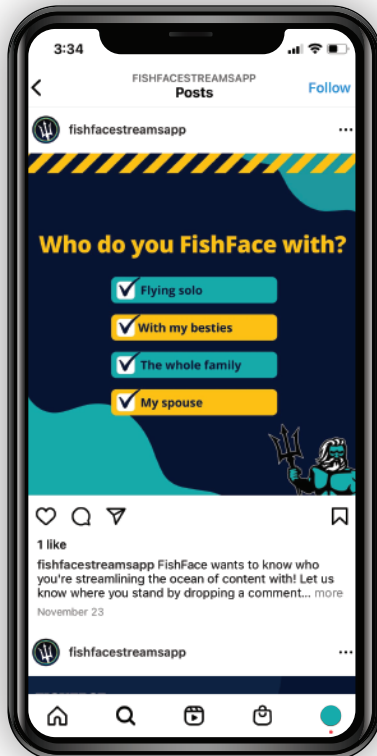 3:34
FISHFACESTREAMSAPP
Posts
Follow
fishfacestreamsapp
Who do you FishFace with?
Flying solo
With my besties
The whole family
My spouse
1 like
fishfacestreamsapp FishFace wants to know who
you're streamlining the ocean of content with! Let us
know where you stand by dropping a comment... more
November 23
fishfacestreamsapp